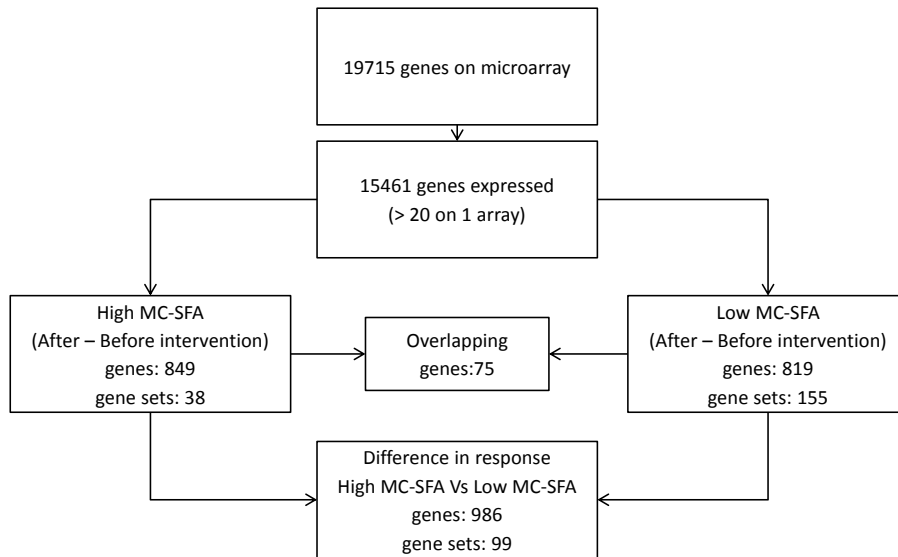 19715 genes on microarray
15461 genes expressed
(> 20 on 1 array)
High MC-SFA
(After – Before intervention)
genes: 849
gene sets: 38
Overlapping
genes:75
Low MC-SFA
(After – Before intervention)
genes: 819
gene sets: 155
Difference in response
High MC-SFA Vs Low MC-SFA
genes: 986
gene sets: 99